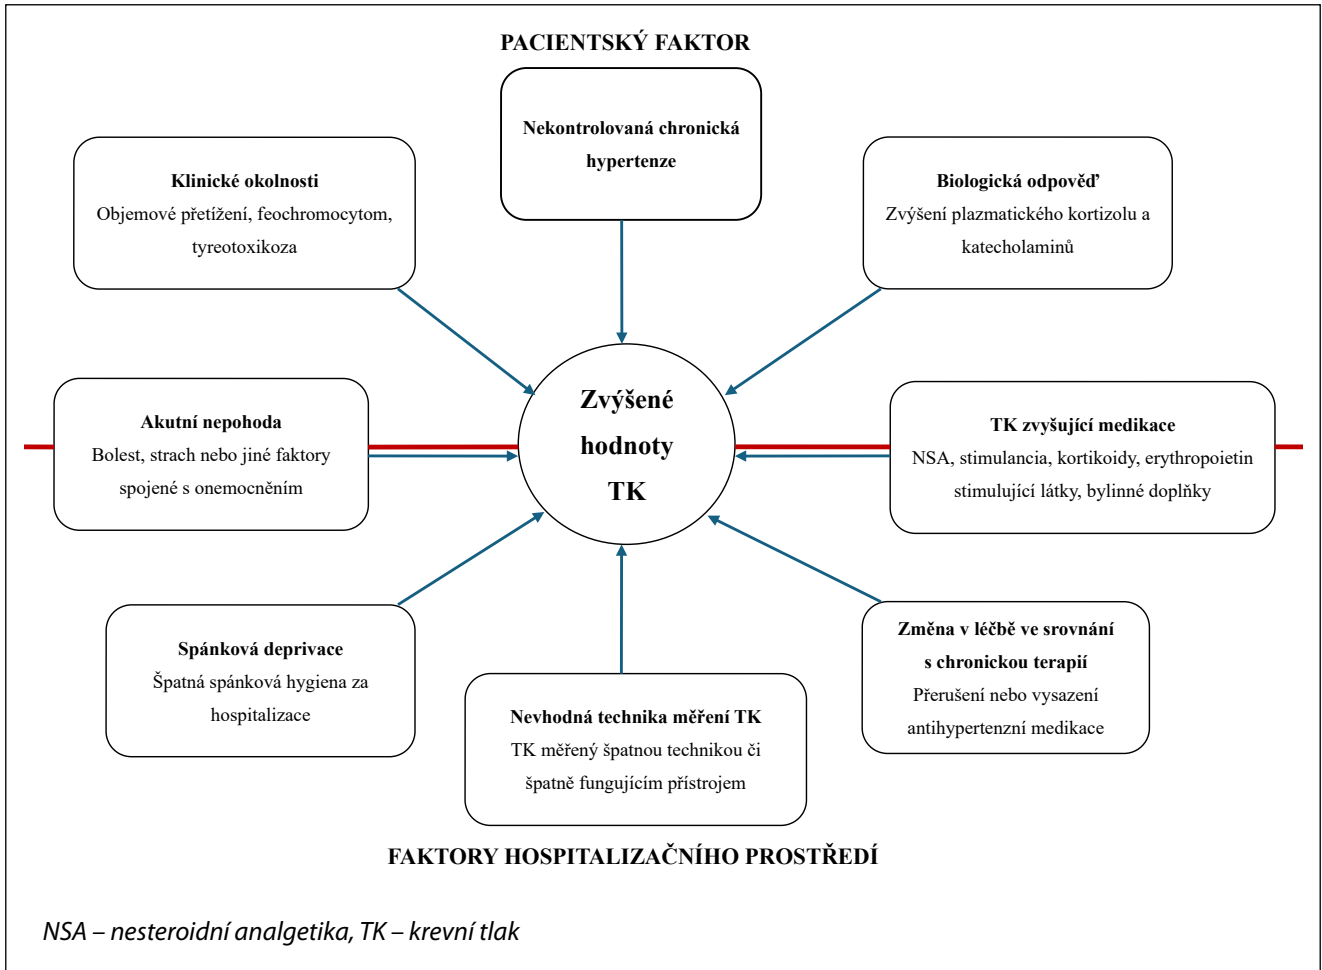 PACIENTSKÝ FAKTOR
Nekontrolovaná chronická
hypertenze
Klinické okolnosti
Objemové přetížení, feochromocytom,
tyreotoxikoza
Biologická odpověď
Zvýšení plazmatického kortizolu a
katecholaminů
Akutní nepohoda
Bolest, strach nebo jiné faktory
spojené s onemocněním
Zvýšené
hodnoty
TK
TK zvyšující medikace
NSA, stimulancia, kortikoidy, erythropoietin
stimulující látky, bylinné doplňky
Spánková deprivace
Špatná spánková hygiena za
hospitalizace
Nevhodná technika měření TK
TK měřený špatnou technikou či
špatně fungujícím přístrojem
Změna v léčbě ve srovnání
s chronickou terapií
Přerušení nebo vysazení
antihypertenzní medikace
FAKTORY HOSPITALIZAČNÍHO PROSTŘEDÍ
NSA – nesteroidní analgetika, TK – krevní tlak